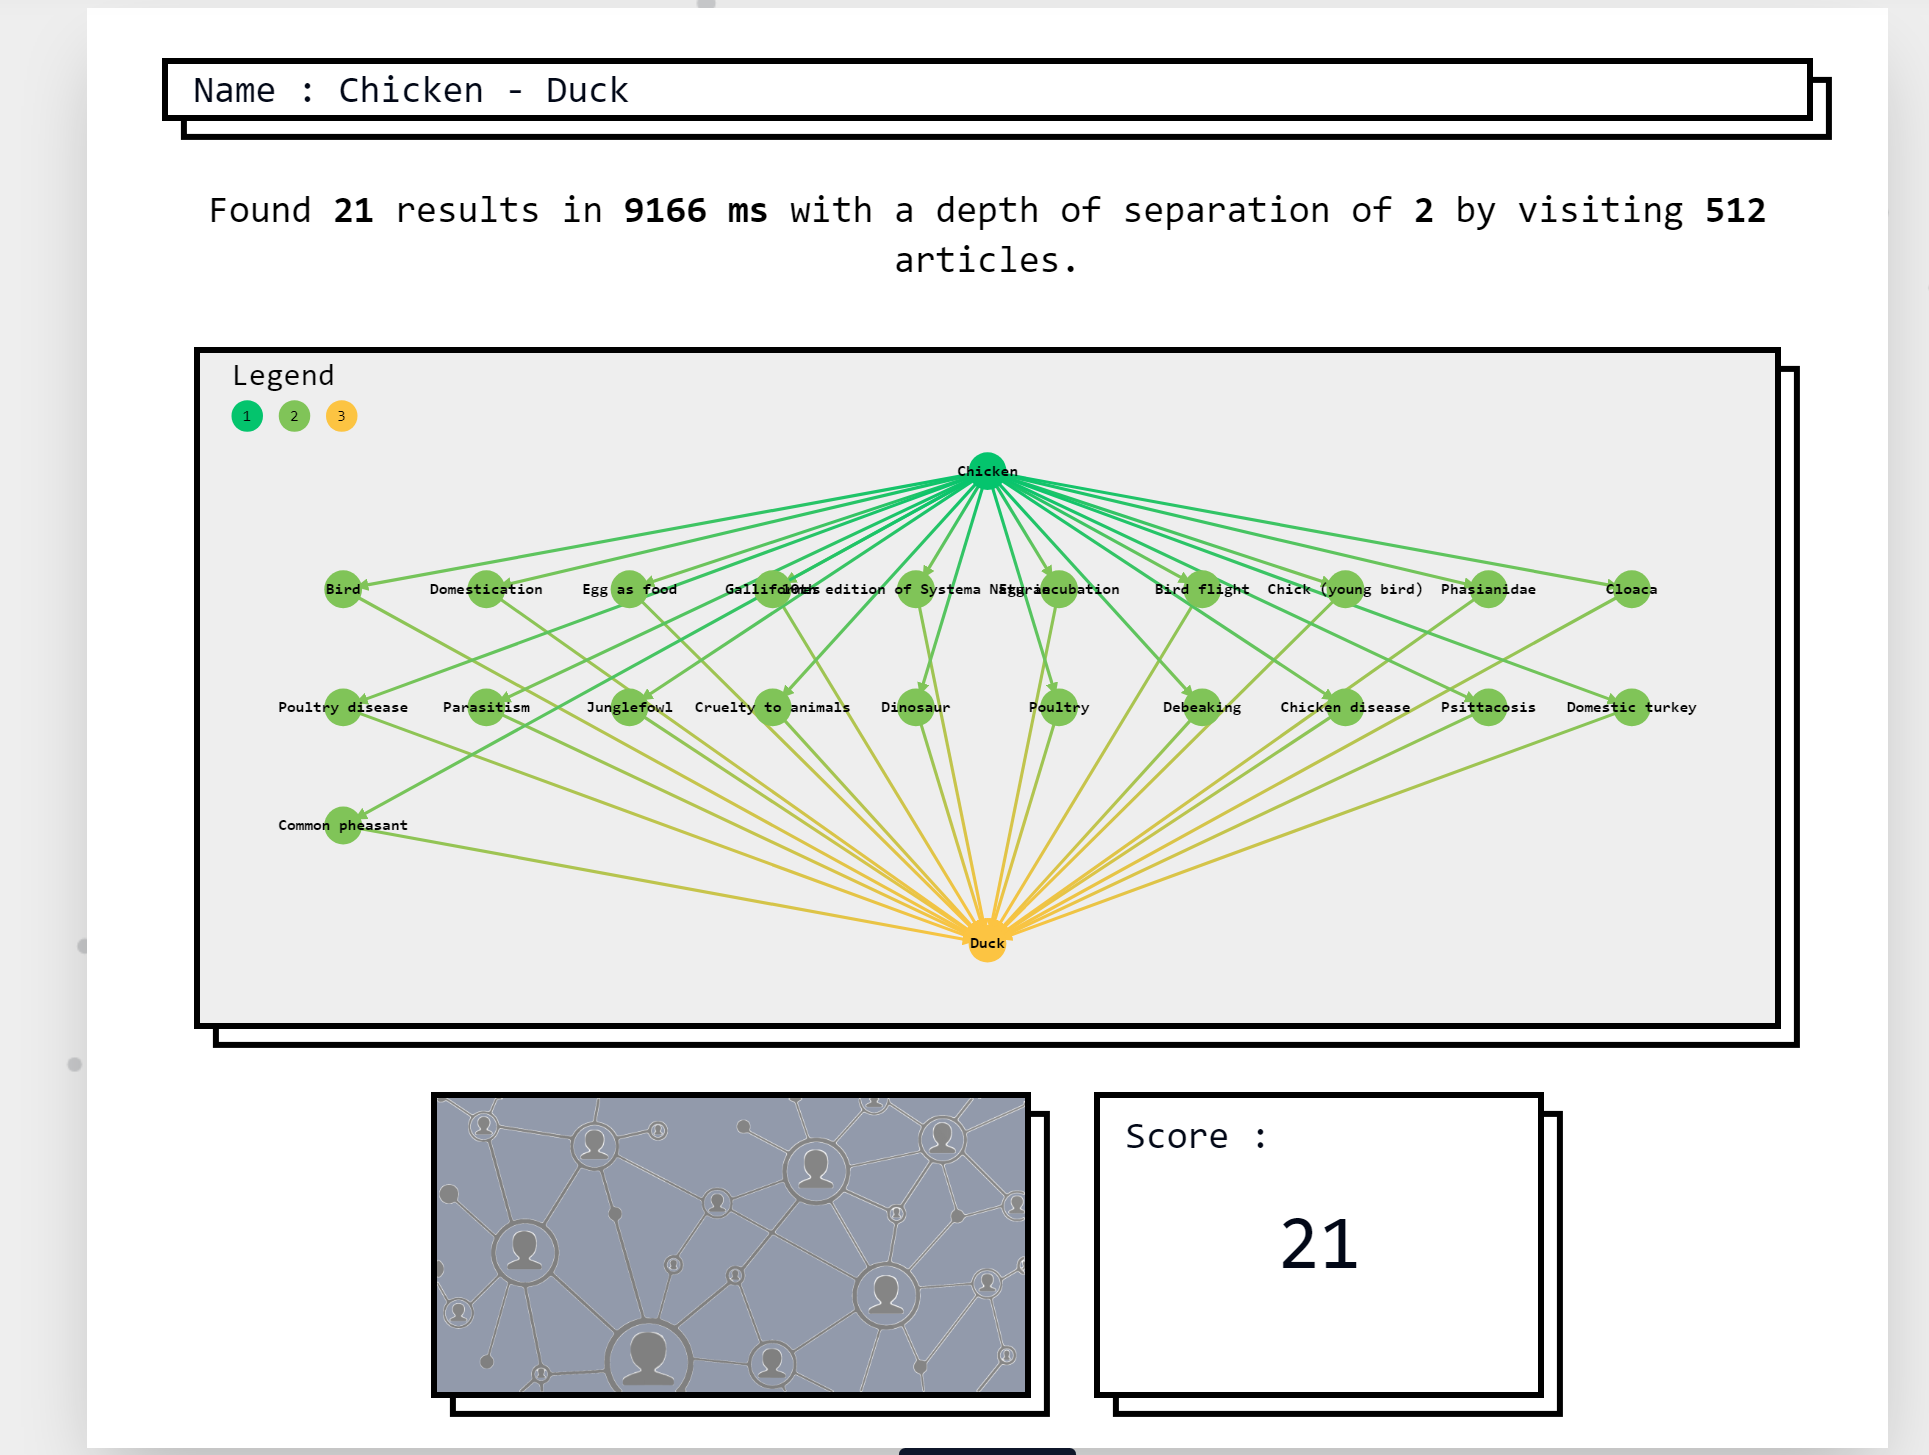 Name : Chicken - Duck
Found 21 results in 9166 ms with a depth of separation of 2 by visiting 512
articles.
Legend
1 2 3
Chicken
Bird Domestication Egg as food Galliformes 10th edition of Systema Naturae Egg incubation Bird flight Chick (young bird) Phasianidae Cloaca
Poultry disease Parasitism Junglefowl Cruelty to animals Dinosaur Poultry Debeaking Chicken disease Psittacosis Domestic turkey
Common pheasant
Duck
Score :
21